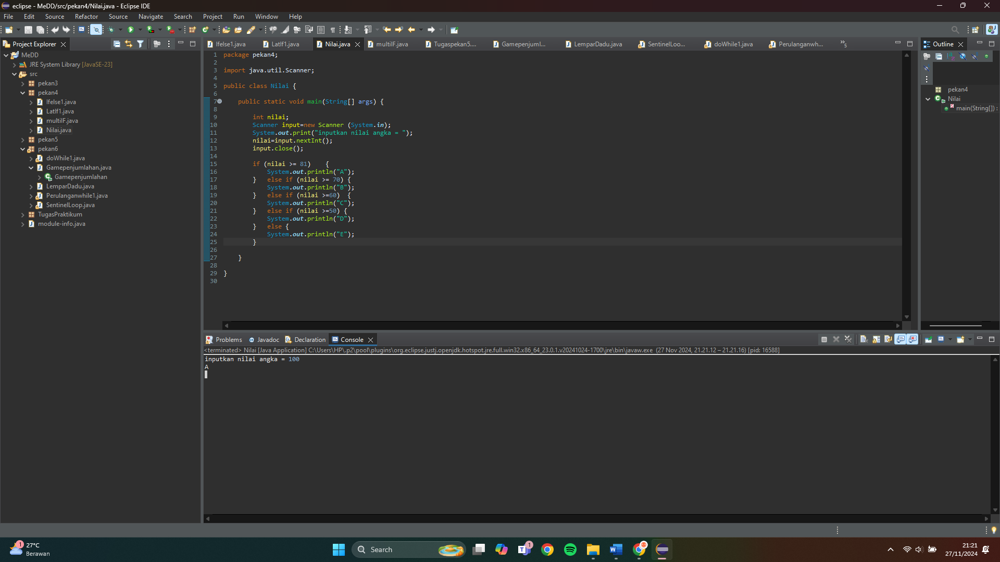 eclipse - MeDD/src/pekan4/Nilai.java - Eclipse IDE
File Edit Source Refactor Source Navigate Search Project Run Window Help
Project Explorer
MeDD
JRE System Library [JavaSE-23]
src
pekan3
pekan4
Ifelse1.java
LatIf1.java
multiIF.java
Nilai.java
pekan5
pekan6
doWhile1.java
Gamepenjumlahan.java
Gamepenjumlahan
LemparDadu.java
Perulanganwhile1.java
SentinelLoop.java
TugasPraktikum
module-info.java
Ifelse1.java LatIf1.java Nilai.java multiIF.java Tugaspekan5.... Gamepenjuml... LemparDadu.java SentinelLoo... doWhile1.java Perulanganwh... 5
1 package pekan4;
2
3 import java.util.Scanner;
4
5 public class Nilai {
6
7 public static void main(String[] args) {
8
9 int nilai;
10 Scanner input=new Scanner (System.in);
11 System.out.print("inputkan nilai angka = ");
12 nilai=input.nextInt();
13 input.close();
14
15 if (nilai >= 81) {
16 System.out.println("A");
17 } else if (nilai >= 70) {
18 System.out.println("B");
19 } else if (nilai >=60) {
20 System.out.println("C");
21 } else if (nilai >=50) {
22 System.out.println("D");
23 } else {
24 System.out.println("E");
25 }
26
27 }
28
29 }
30
Outline
pekan4
Nilai
main(String[]) :
Problems Javadoc Declaration Console
<terminated> Nilai [Java Application] C:\Users\HP\.p2\pool\plugins\org.eclipse.justj.openjdk.hotspot.jre.full.win32.x86_64_23.0.1.v20241024-1700\jre\bin\javaw.exe (27 Nov 2024, 21.21.12 – 21.21.16) [pid: 16588]
inputkan nilai angka = 100
A
1
27°C
Berawan
Search
1
21:21
27/11/2024